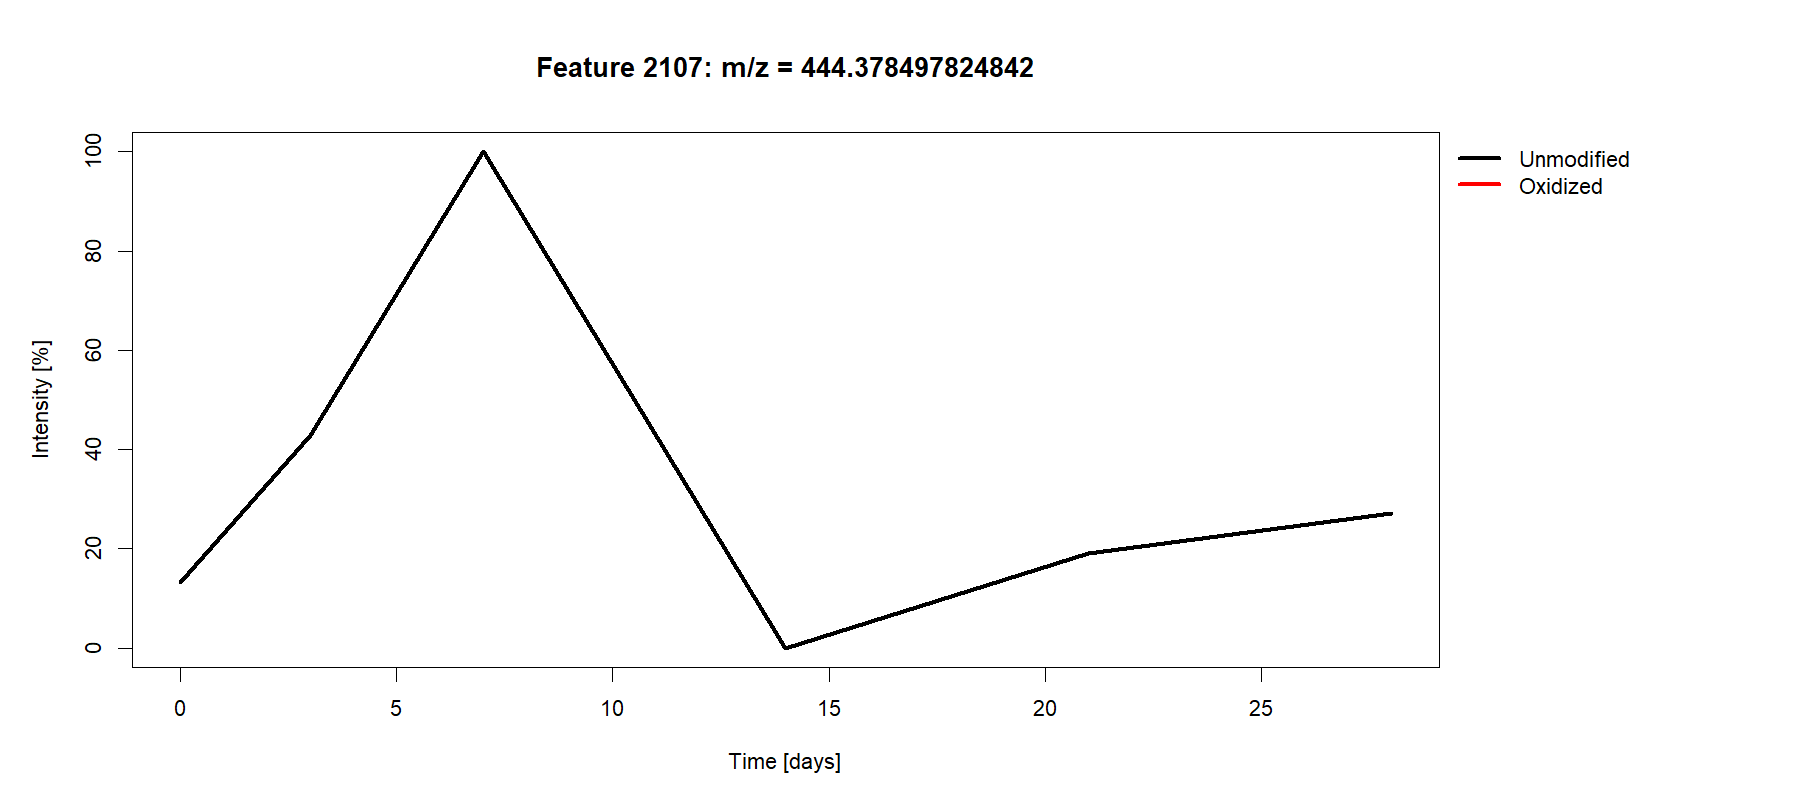 Feature 2107: m/z = 444.378497824842
Unmodified
Oxidized
Intensity [%]
100
80
60
40
20
0
0 5 10 15 20 25
Time [days]